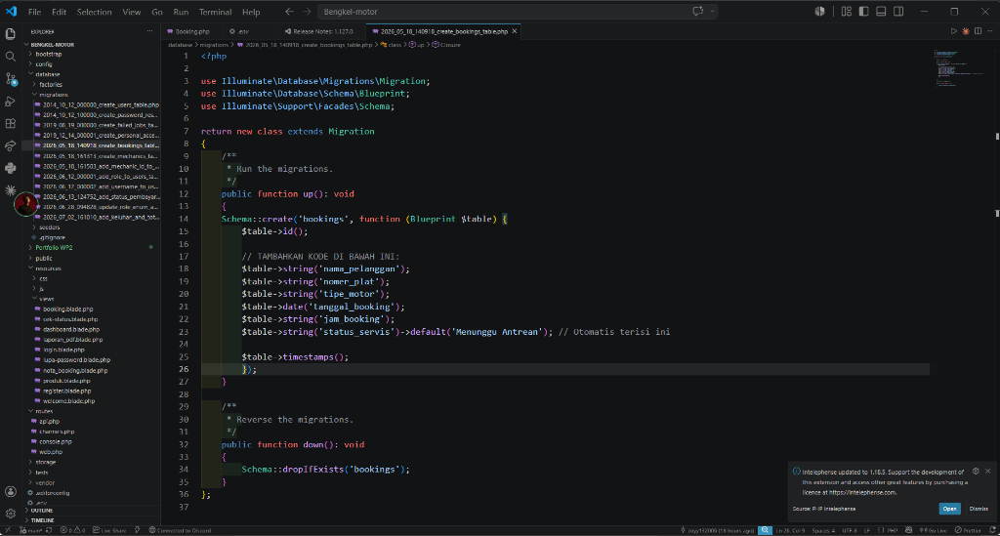 File Edit Selection View Go Run Terminal Help
Bengkel-motor
EXPLORER
BENGKEL-MOTOR
bootstrap
config
database
factories
migrations
2014_10_12_000000_create_users_table.php
2014_10_12_100000_create_password_res...
2019_08_19_000000_create_failed_jobs_ta...
2019_12_14_000001_create_personal_acce...
2026_05_18_140918_create_bookings_tabl...
2026_05_18_161313_create_mechanics_ta...
2026_05_18_161503_add_mechanic_id_to_...
2026_06_12_000001_add_role_to_users_ta...
2026_06_12_000002_add_username_to_us...
2026_06_13_124752_add_status_pembayar...
2026_06_28_094828_update_role_enum_a...
2026_07_02_161010_add_keluhan_and_tot...
seeders
.gitignore
Portfolio WP2
public
resources
css
js
views
booking.blade.php
cek-status.blade.php
dashboard.blade.php
laporan_pdf.blade.php
login.blade.php
lupa-password.blade.php
nota_booking.blade.php
produk.blade.php
register.blade.php
welcome.blade.php
routes
api.php
channels.php
console.php
web.php
storage
tests
vendor
.editorconfig
.env
OUTLINE
TIMELINE
Booking.php
.env
Release Notes: 1.127.0
2026_05_18_140918_create_bookings_table.php
database > migrations > 2026_05_18_140918_create_bookings_table.php > class > up > Closure
1 <?php
2
3 use Illuminate\Database\Migrations\Migration;
4 use Illuminate\Database\Schema\Blueprint;
5 use Illuminate\Support\Facades\Schema;
6
7 return new class extends Migration
8 {
9 /**
10 * Run the migrations.
11 */
12 public function up(): void
13 {
14 Schema::create('bookings', function (Blueprint $table) {
15 $table->id();
16
17 // TAMBAHKAN KODE DI BAWAH INI:
18 $table->string('nama_pelanggan');
19 $table->string('nomer_plat');
20 $table->string('tipe_motor');
21 $table->date('tanggal_booking');
22 $table->string('jam_booking');
23 $table->string('status_servis')->default('Menunggu Antrean'); // Otomatis terisi ini
24
25 $table->timestamps();
26 });
27 }
28
29 /**
30 * Reverse the migrations.
31 */
32 public function down(): void
33 {
34 Schema::dropIfExists('bookings');
35 }
36 };
37
Intelephense updated to 1.18.5. Support the development of
this extension and access other great features by purchasing a
licence at https://intelephense.com.
Source: PHP Intelephense
Open
Dismiss
main
0 0
Live Share
Connected to Discord
(18 hours ago)
Ln 26, Col 9
Spaces: 4
UTF-8
LF
PHP
Go Live
Prettier